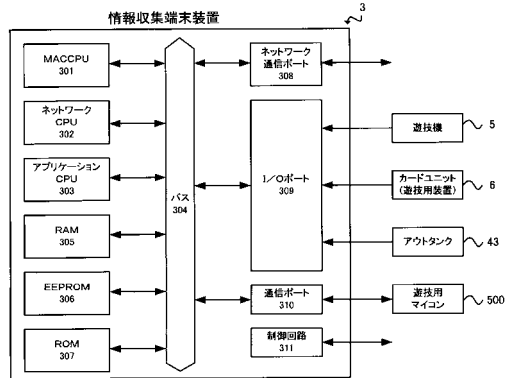 情報収集端末装置
3
MACCPU
301
ネットワーク
CPU
302
アプリケーション
CPU
303
RAM
305
EEPROM
306
ROM
307
バス
304
ネットワーク
通信ポート
308
I/Oポート
309
通信ポート
310
制御回路
311
遊技機
5
カードユニット
(遊技用装置)
6
アウトタンク
43
遊技用
マイコン
500